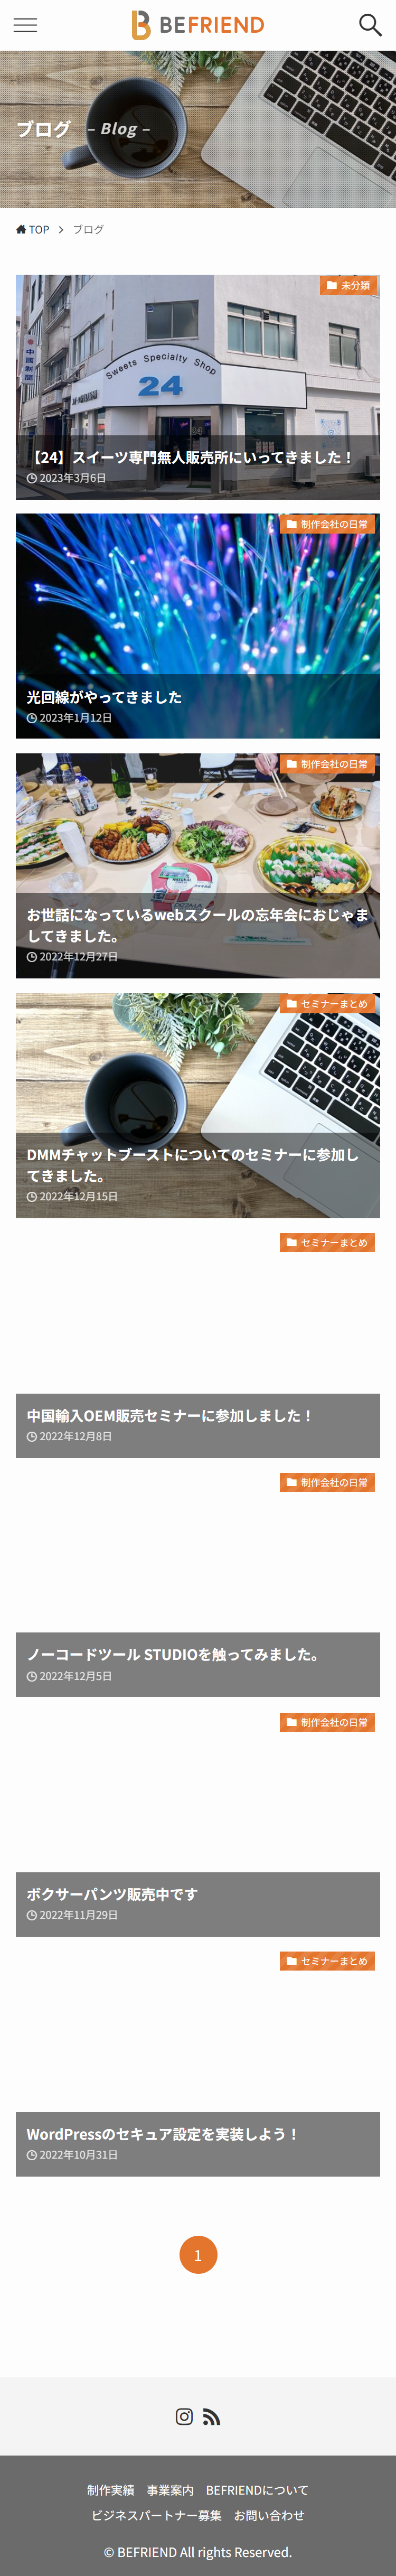 BEFRIEND
ブログ – Blog –
TOP > ブログ
未分類
中國新聞
Sweets Specialty Shop
24
24
【24】スイーツ専門無人販売所にいってきました！
2023年3月6日
制作会社の日常
光回線がやってきました
2023年1月12日
制作会社の日常
お世話になっているwebスクールの忘年会におじゃま
してきました。
2022年12月27日
セミナーまとめ
DMMチャットブーストについてのセミナーに参加し
てきました。
2022年12月15日
セミナーまとめ
中国輸入OEM販売セミナーに参加しました！
2022年12月8日
制作会社の日常
ノーコードツール STUDIOを触ってみました。
2022年12月5日
制作会社の日常
ボクサーパンツ販売中です
2022年11月29日
セミナーまとめ
WordPressのセキュア設定を実装しよう！
2022年10月31日
1
制作実績 事業案内 BEFRIENDについて
ビジネスパートナー募集 お問い合わせ
© BEFRIEND All rights Reserved.